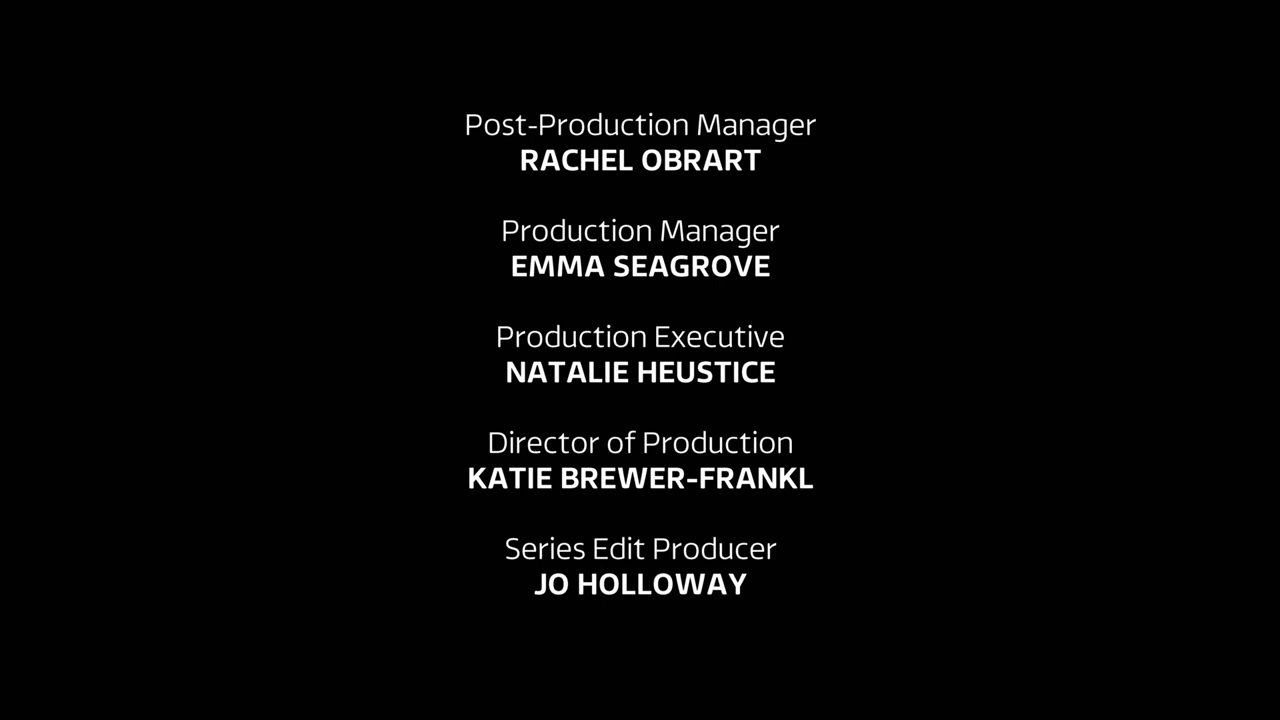 Post-Production Manager
RACHEL OBRART
Production Manager
EMMA SEAGROVE
Production Executive
NATALIE HEUSTICE
Director of Production
KATIE BREWER-FRANKL
Series Edit Producer
JO HOLLOWAY